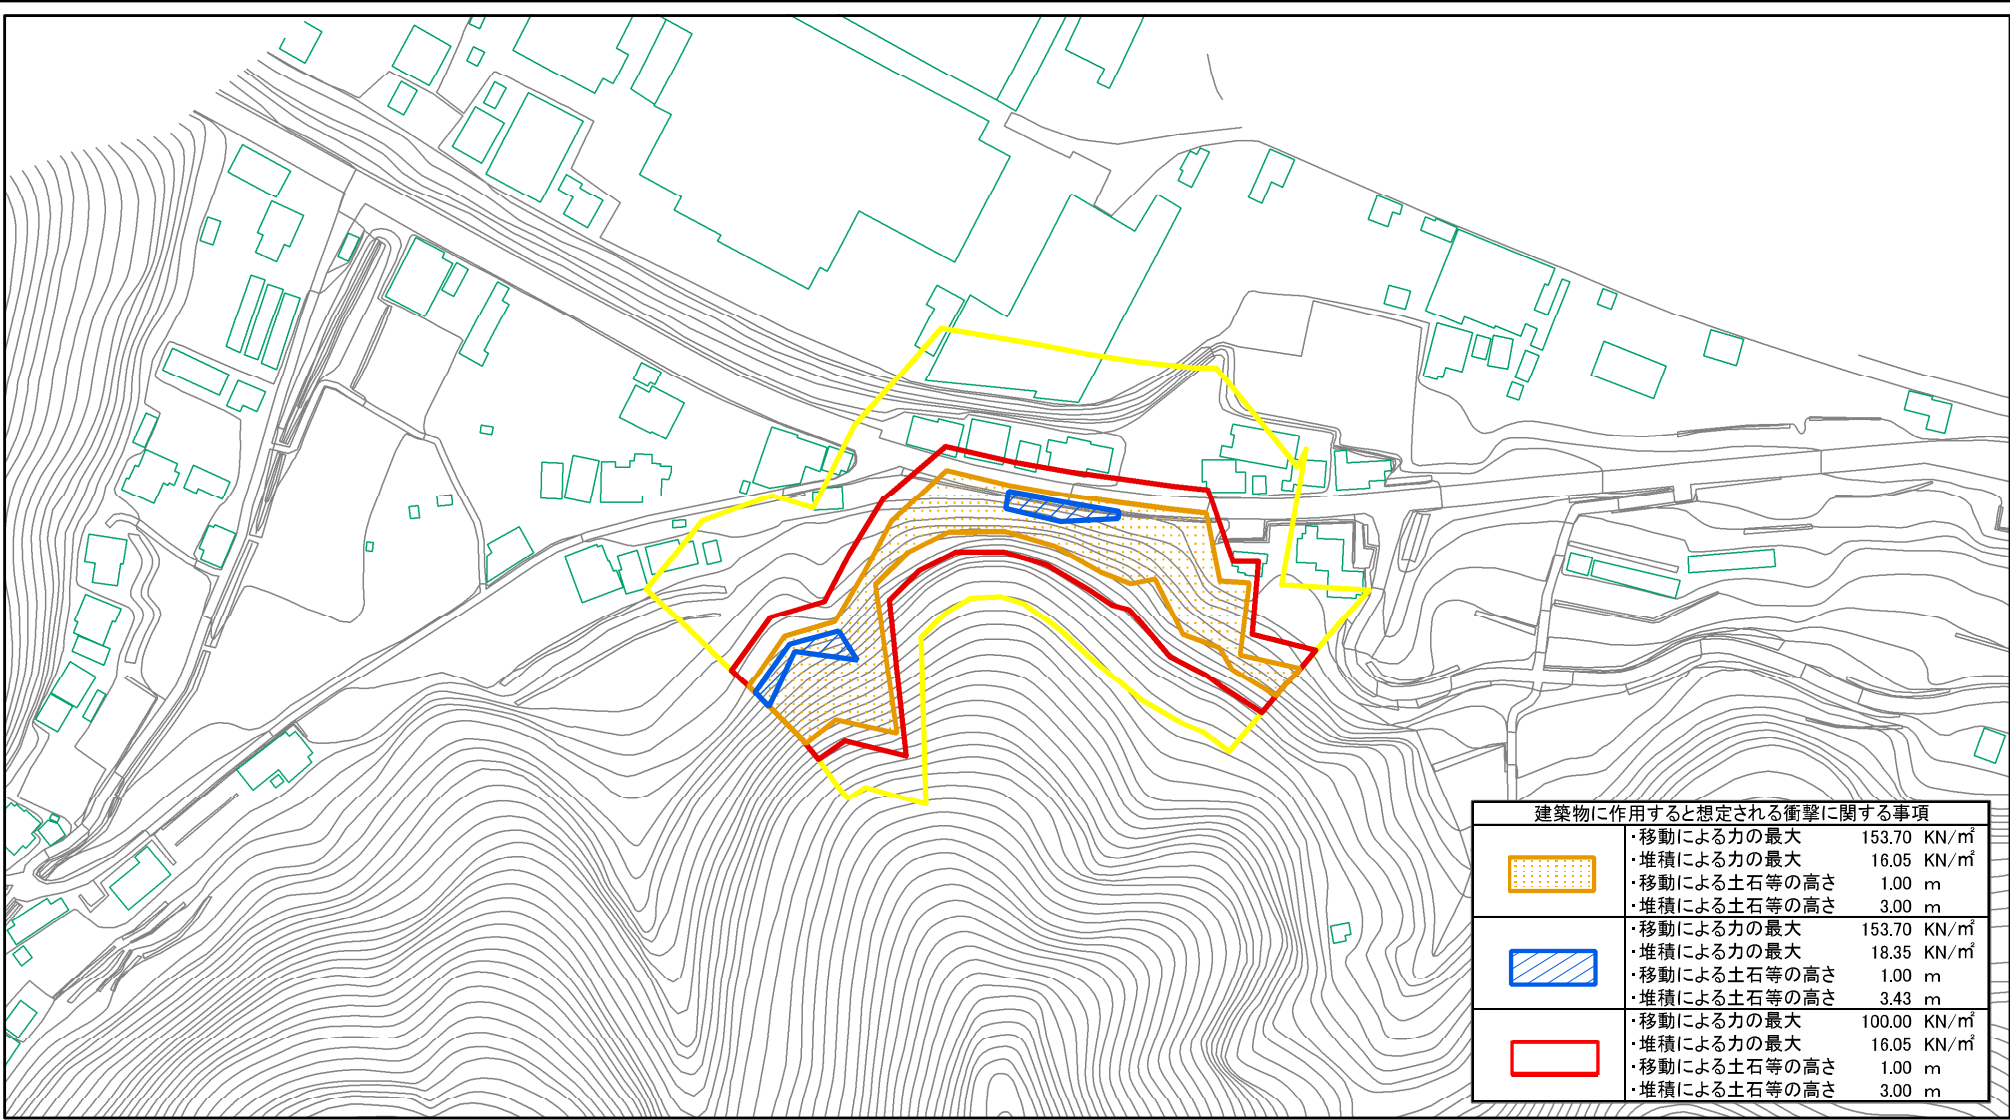 建築物に作用すると想定される衝撃に関する事項
・移動による力の最大 153.70 KN/㎡
・堆積による力の最大 16.05 KN/㎡
・移動による土石等の高さ 1.00 m
・堆積による土石等の高さ 3.00 m
・移動による力の最大 153.70 KN/㎡
・堆積による力の最大 18.35 KN/㎡
・移動による土石等の高さ 1.00 m
・堆積による土石等の高さ 3.43 m
・移動による力の最大 100.00 KN/㎡
・堆積による力の最大 16.05 KN/㎡
・移動による土石等の高さ 1.00 m
・堆積による土石等の高さ 3.00 m